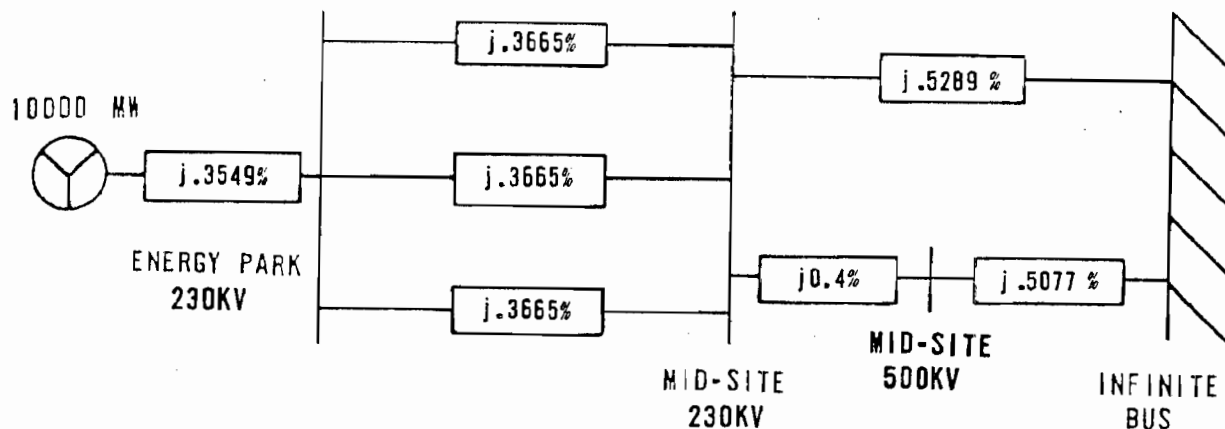 j.3665%
j.5289 %
10000 MW
j.3549%
j.3665%
ENERGY PARK
230KV
j.3665%
j0.4%
j.5077 %
MID-SITE
500KV
MID-SITE
230KV
INFINITE
BUS